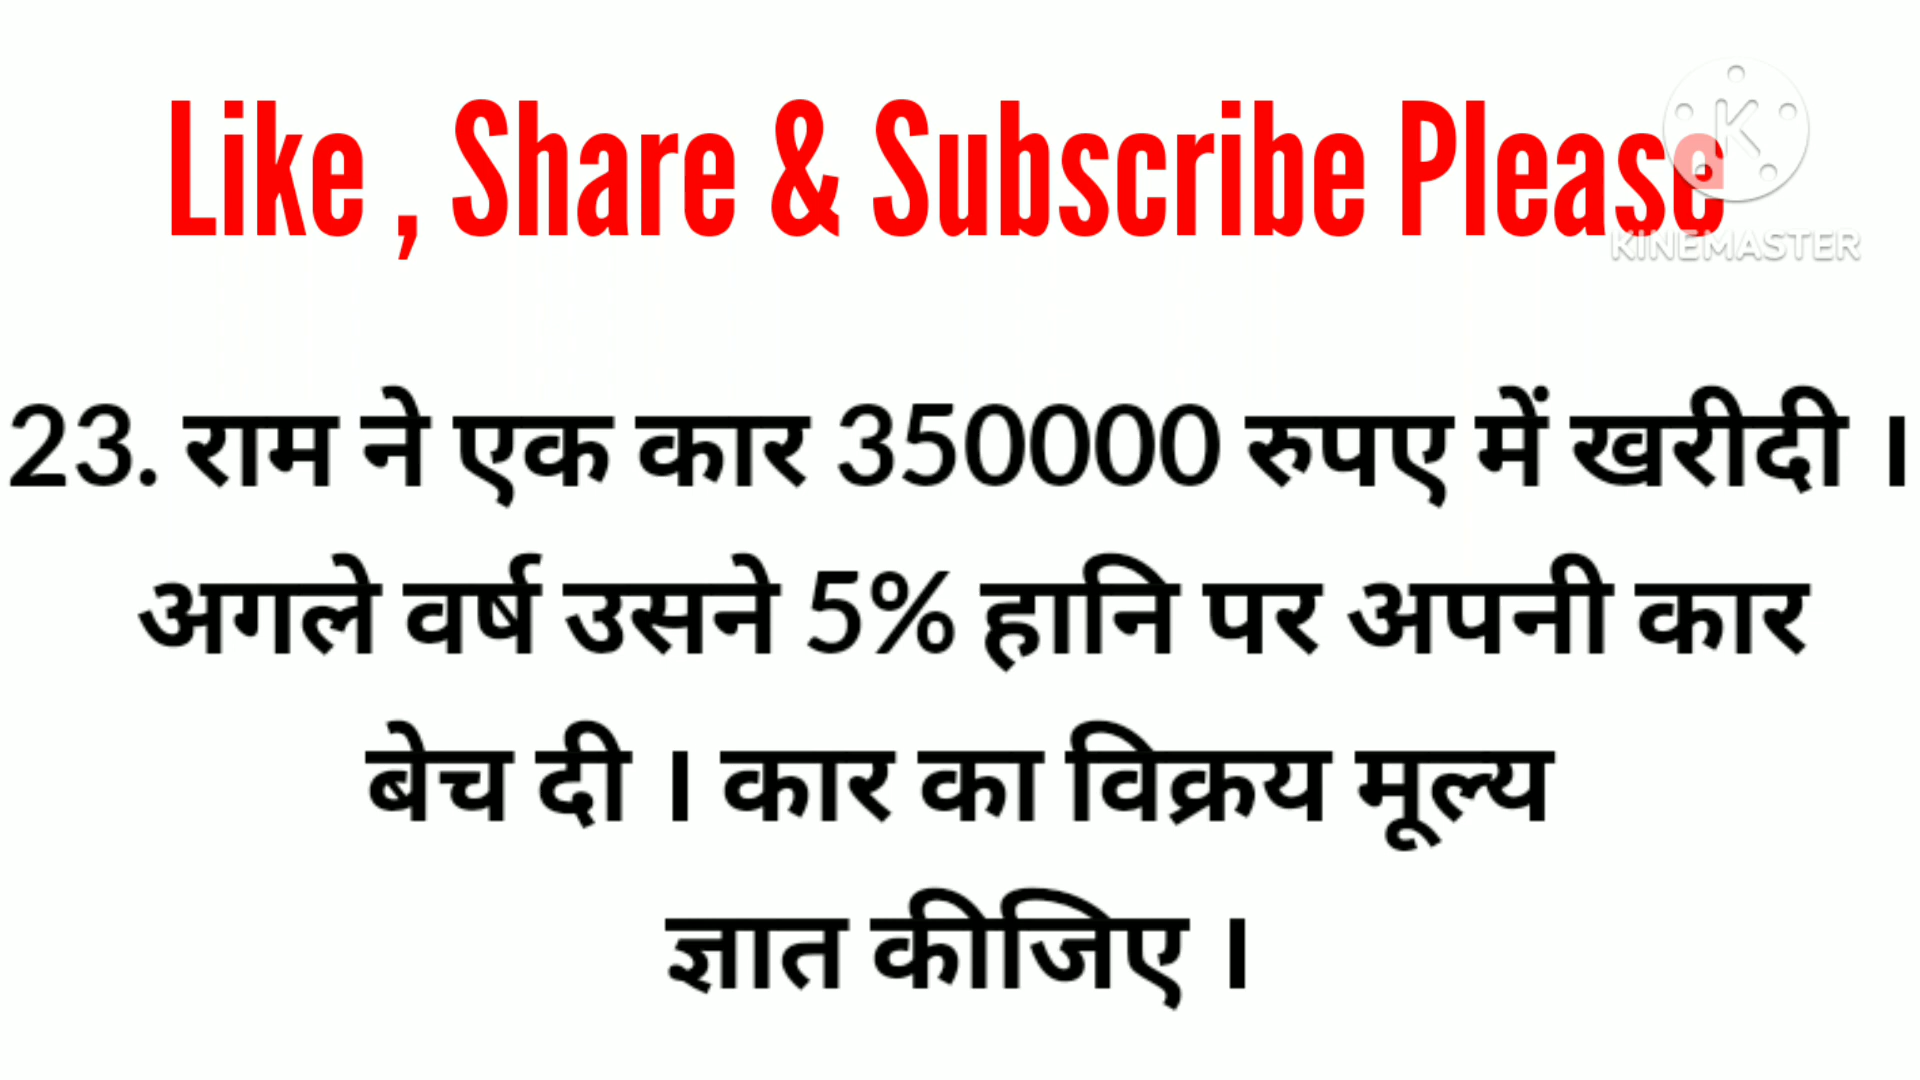 Like , Share & Subscribe Please
KINEMASTER
23. राम ने एक कार 350000 रुपए में खरीदी ।
अगले वर्ष उसने 5% हानि पर अपनी कार
बेच दी । कार का विक्रय मूल्य
ज्ञात कीजिए ।